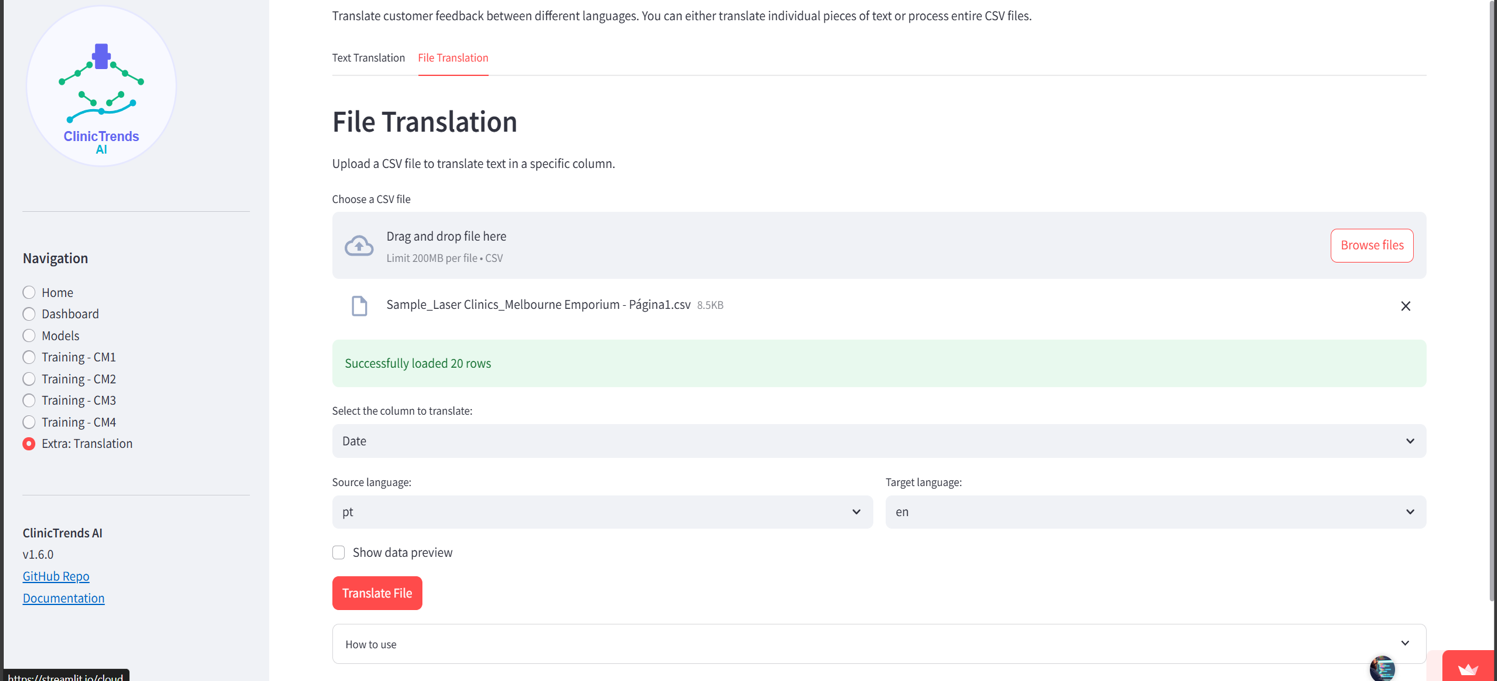 ClinicTrends
AI
Navigation
Home
Dashboard
Models
Training - CM1
Training - CM2
Training - CM3
Training - CM4
Extra: Translation
ClinicTrends AI
v1.6.0
GitHub Repo
Documentation
https://streamlit.io/cloud
Translate customer feedback between different languages. You can either translate individual pieces of text or process entire CSV files.
Text Translation File Translation
File Translation
Upload a CSV file to translate text in a specific column.
Choose a CSV file
Drag and drop file here
Limit 200MB per file • CSV
Browse files
Sample_Laser Clinics_Melbourne Emporium - Página1.csv 8.5KB
Successfully loaded 20 rows
Select the column to translate:
Date
Source language: Target language:
pt en
Show data preview
Translate File
How to use